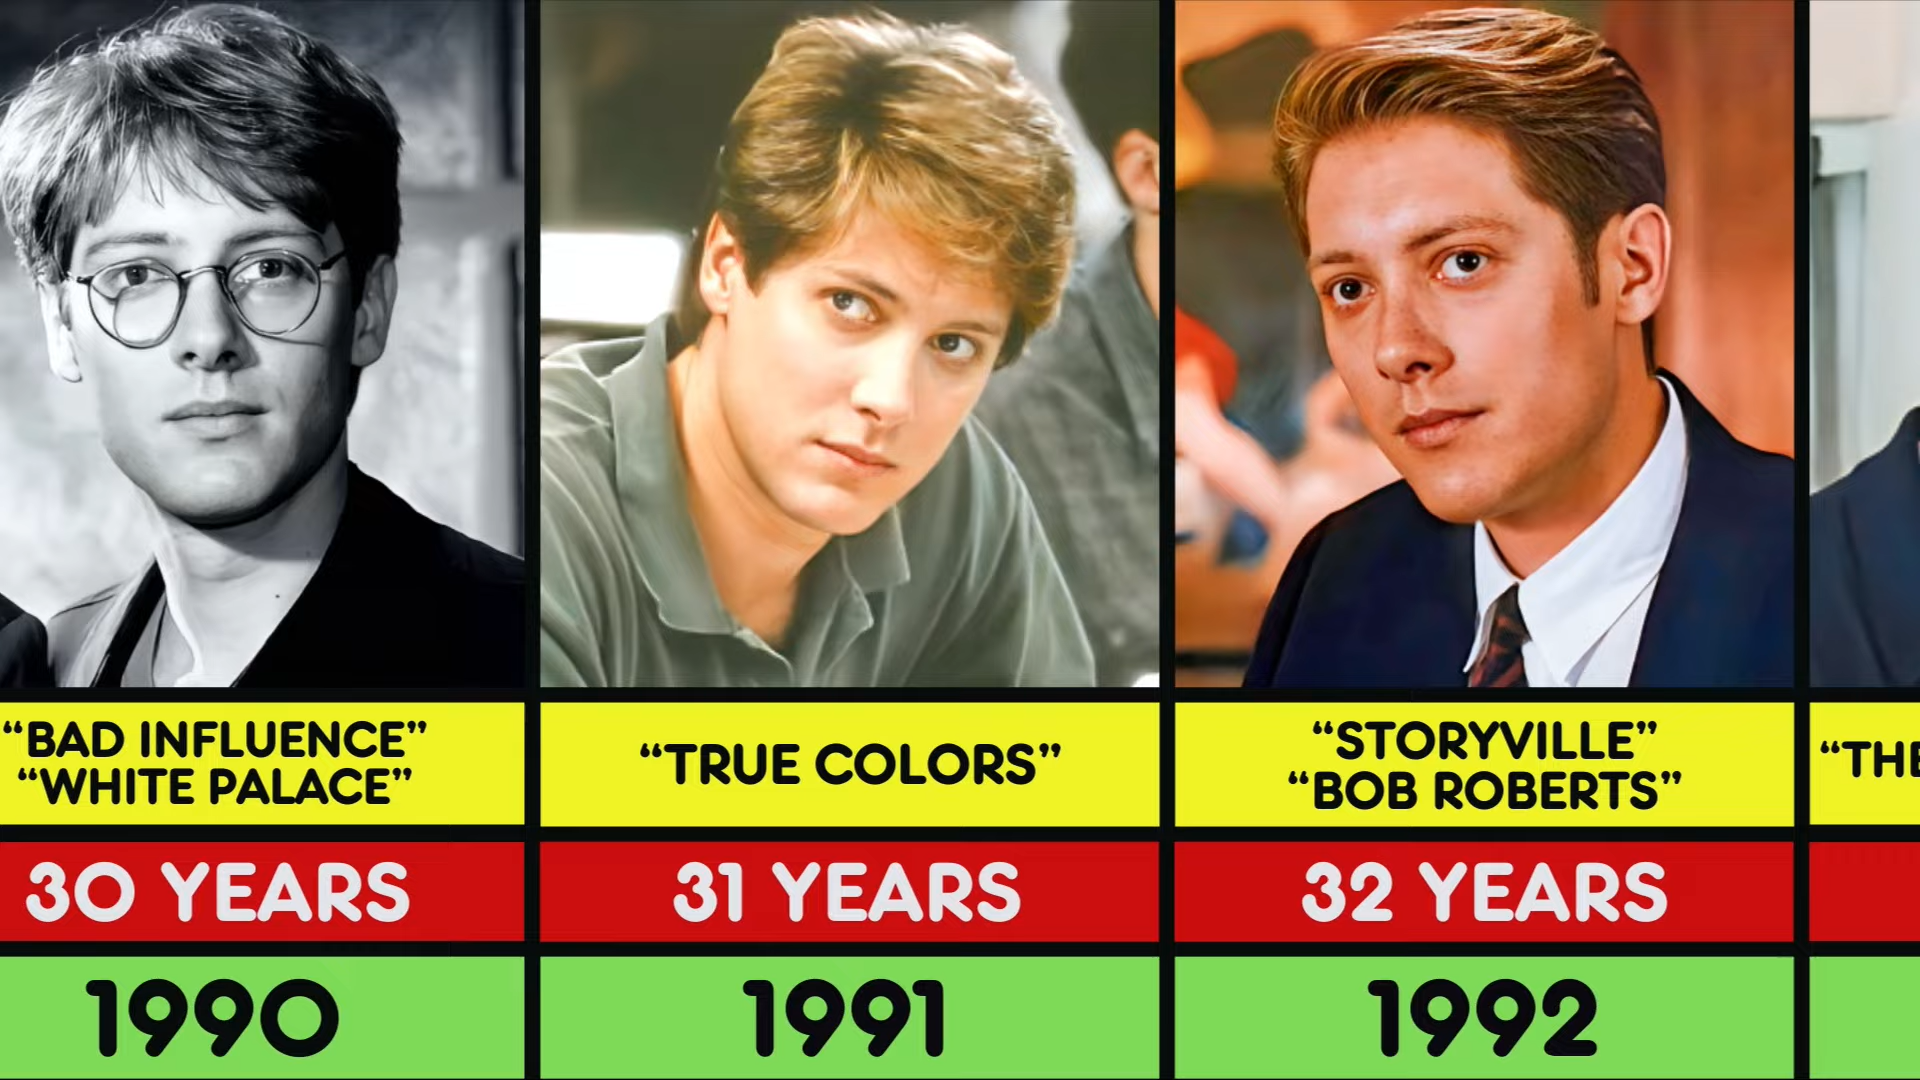 “BAD INFLUENCE”
“WHITE PALACE”
30 YEARS
1990
“TRUE COLORS”
31 YEARS
1991
“STORYVILLE”
“BOB ROBERTS”
32 YEARS
1992
“THE